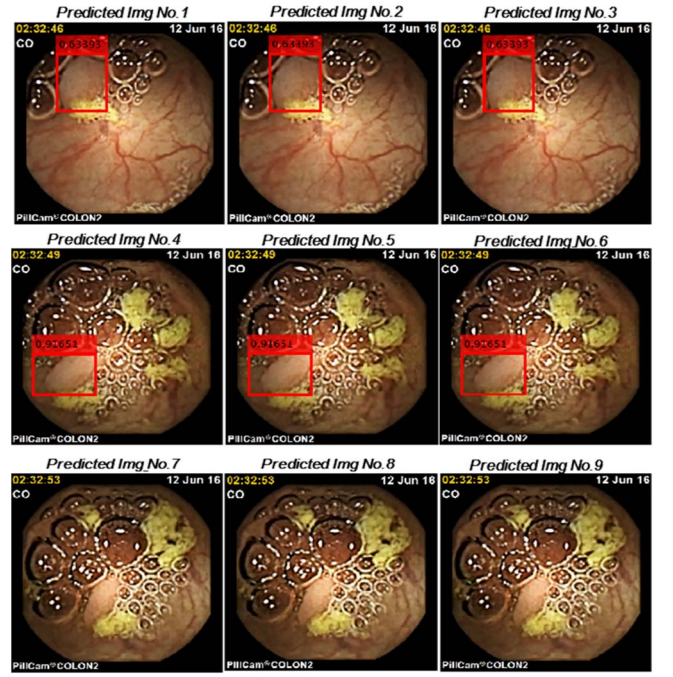 Predicted Img No.1
Predicted Img No.2
Predicted Img No.3
02:32:46 12 Jun 16
CO
0.63393
PillCam®COLON2
02:32:46 12 Jun 16
CO
0.63393
PillCam®COLON2
02:32:46 12 Jun 16
CO
0.63393
PillCam®COLON2
Predicted Img No.4
Predicted Img No.5
Predicted Img No.6
02:32:49 12 Jun 16
CO
0.91651
PillCam®COLON2
02:32:49 12 Jun 16
CO
0.91651
PillCam®COLON2
02:32:49 12 Jun 16
CO
0.91651
PillCam®COLON2
Predicted Img No.7
Predicted Img No.8
Predicted Img No.9
02:32:53 12 Jun 16
CO
PillCam®COLON2
02:32:53 12 Jun 16
CO
PillCam®COLON2
02:32:53 12 Jun 16
CO
PillCam®COLON2